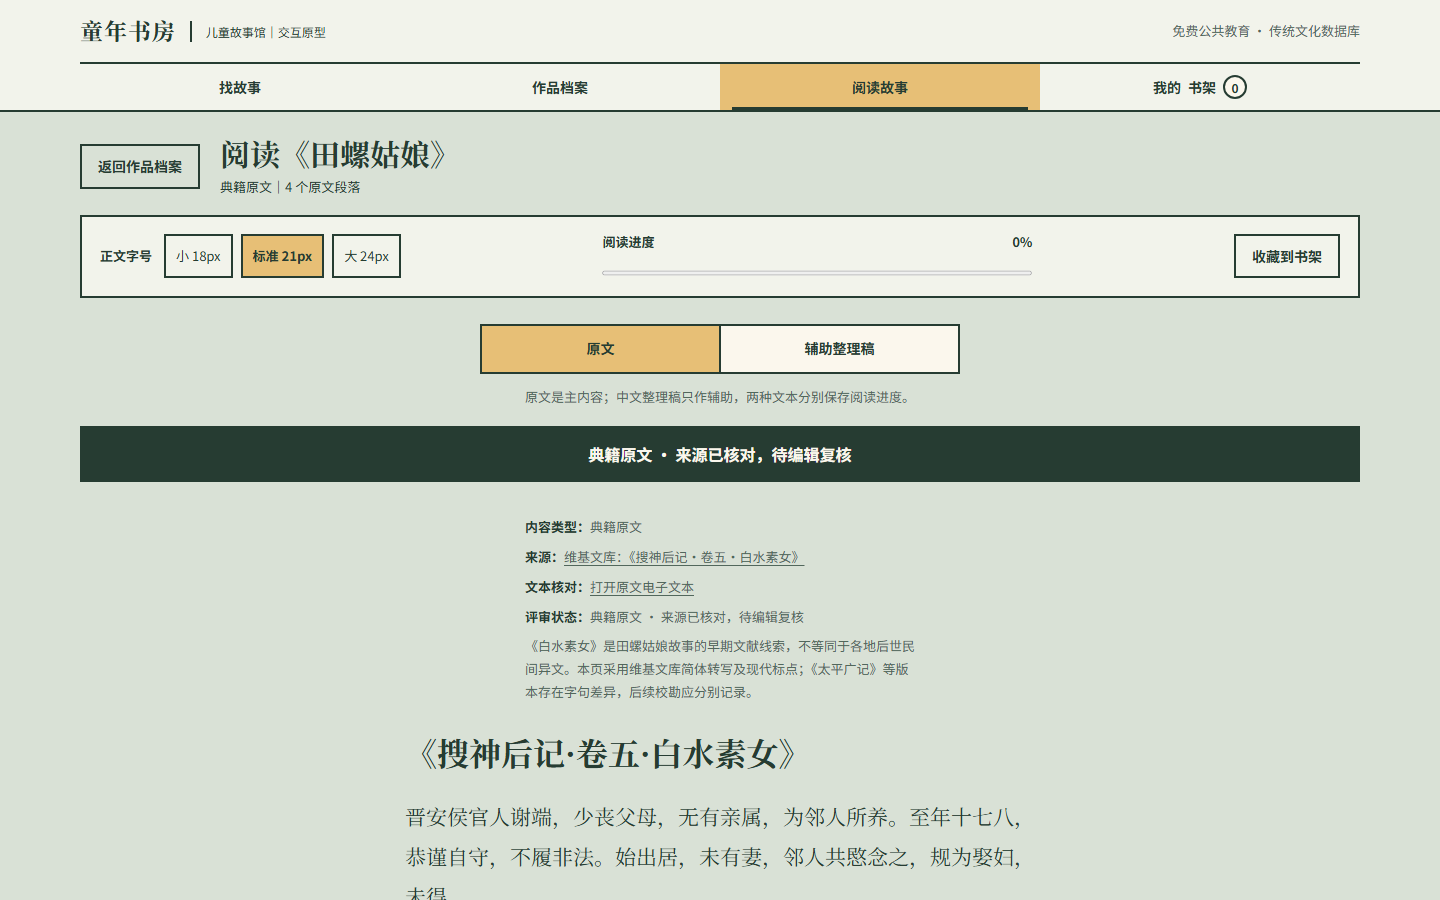 童年书房
儿童故事馆｜交互原型
免费公共教育 · 传统文化数据库
找故事
作品档案
阅读故事
我的 书架 0
返回作品档案
阅读《田螺姑娘》
典籍原文｜4 个原文段落
正文字号
小 18px
标准 21px
大 24px
阅读进度
0%
收藏到书架
原文
辅助整理稿
原文是主内容；中文整理稿只作辅助，两种文本分别保存阅读进度。
典籍原文 · 来源已核对，待编辑复核
内容类型：典籍原文
来源：维基文库：《搜神后记·卷五·白水素女》
文本核对：打开原文电子文本
评审状态：典籍原文 · 来源已核对，待编辑复核
《白水素女》是田螺姑娘故事的早期文献线索，不等同于各地后世民
间异文。本页采用维基文库简体转写及现代标点；《太平广记》等版
本存在字句差异，后续校勘应分别记录。
《搜神后记·卷五·白水素女》
晋安侯官人谢端，少丧父母，无有亲属，为邻人所养。至年十七八，
恭谨自守，不履非法。始出居，未有妻，邻人共愍念之，规为娶妇，
未得。